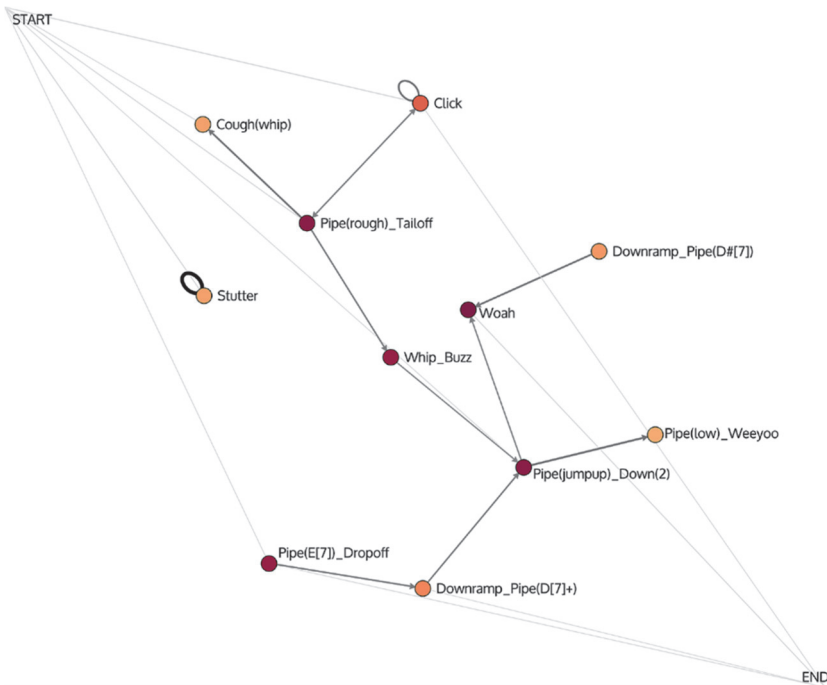 START
Click
Cough(whip)
Pipe(rough)_Tailoff
Downramp_Pipe(D#[7])
Stutter
Woah
Whip_Buzz
Pipe(low)_Weeyoo
Pipe(jumpup)_Down(2)
Pipe(E[7])_Dropoff
Downramp_Pipe(D[7]+)
END